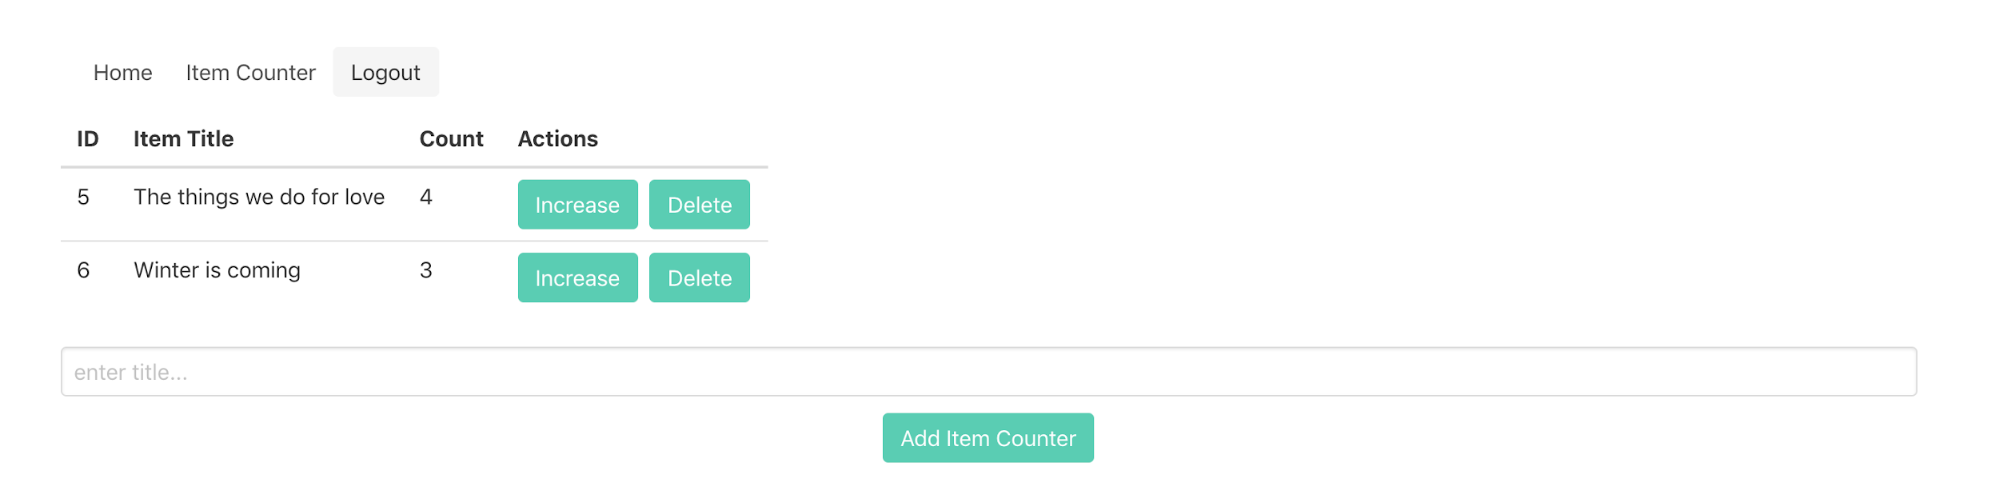 Home Item Counter Logout
ID Item Title Count Actions
5 The things we do for love 4 Increase Delete
6 Winter is coming 3 Increase Delete
enter title...
Add Item Counter